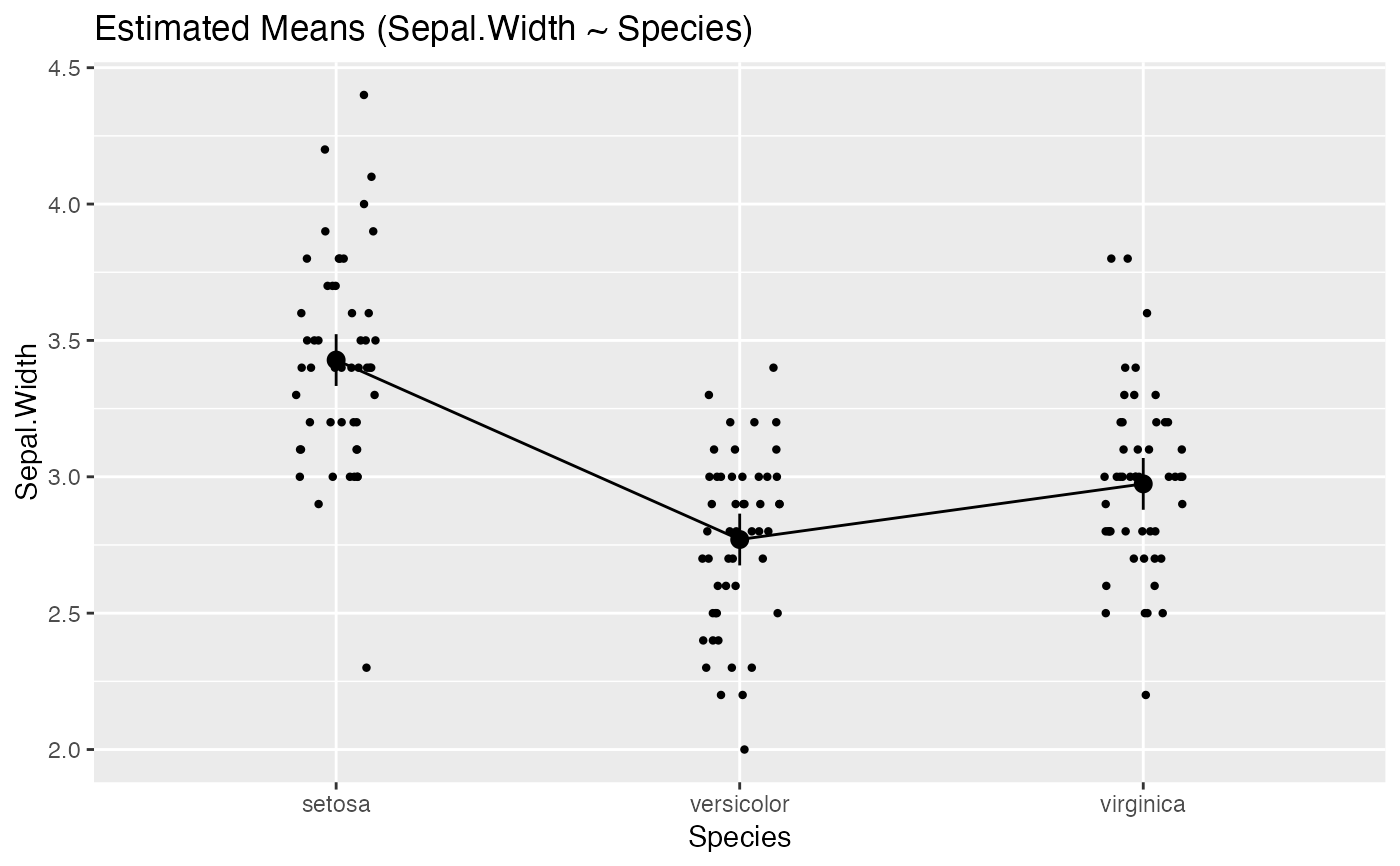 Estimated Means (Sepal.Width ~ Species)
4.5
4.0
3.5
3.0
2.5
2.0
Sepal.Width
setosa versicolor virginica
Species